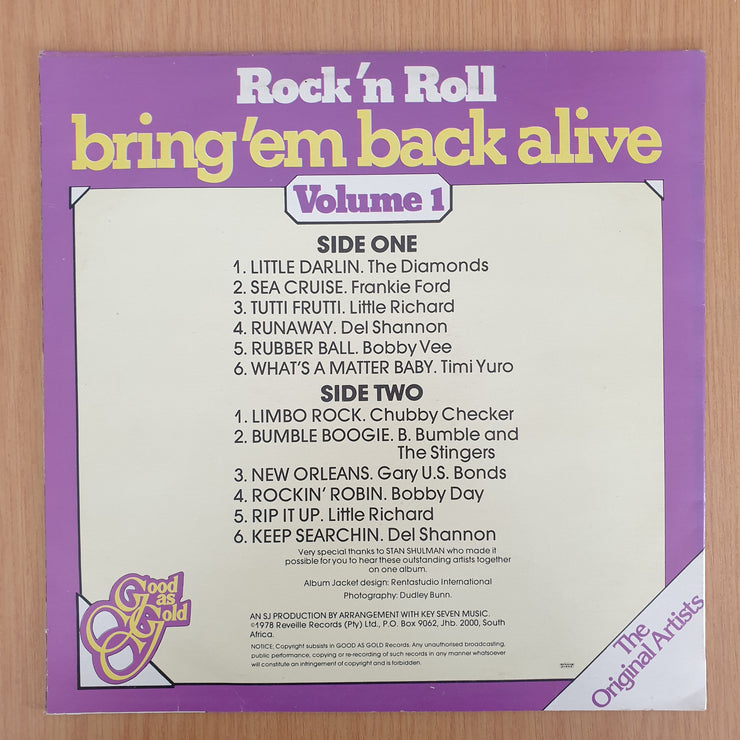 Rock 'n Roll
bring 'em back alive
Volume 1
SIDE ONE
1. LITTLE DARLIN. The Diamonds
2. SEA CRUISE. Frankie Ford
3. TUTTI FRUTTI. Little Richard
4. RUNAWAY. Del Shannon
5. RUBBER BALL. Bobby Vee
6. WHAT'S A MATTER BABY. Timi Yuro
SIDE TWO
1. LIMBO ROCK. Chubby Checker
2. BUMBLE BOOGIE. B. Bumble and
The Stingers
3. NEW ORLEANS. Gary U.S. Bonds
4. ROCKIN' ROBIN. Bobby Day
5. RIP IT UP. Little Richard
6. KEEP SEARCHIN. Del Shannon
Very special thanks to STAN SHULMAN who made it
possible for you to hear these outstanding artists together
on one album.
Album Jacket design: Rentastudio International
Photography: Dudley Bunn.
Good
as
Gold
AN SJ PRODUCTION BY ARRANGEMENT WITH KEY SEVEN MUSIC.
©1978 Reveille Records (Pty) Ltd., P.O. Box 9062, Jhb. 2000, South
Africa.
NOTICE: Copyright subsists in GOOD AS GOLD Records. Any unauthorised broadcasting,
public performance, copying or re-recording of such records in any manner whatsoever
will constitute an infringement of copyright and is forbidden.
The
Original Artists